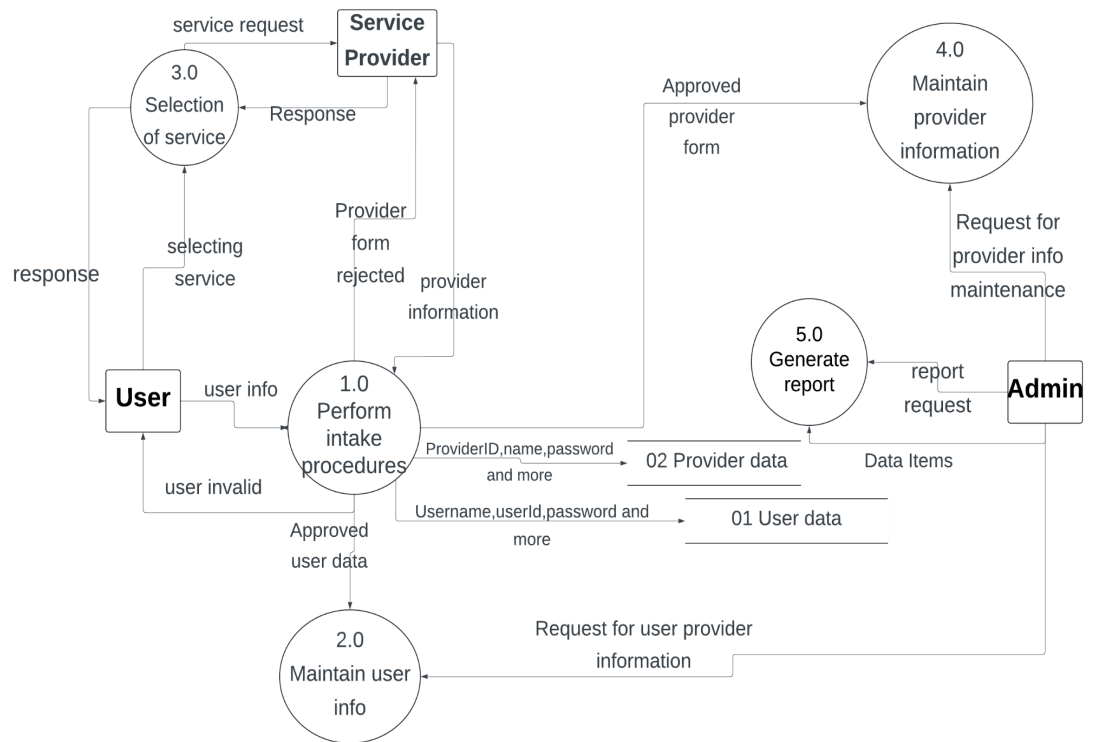 service request
Service
Provider
3.0
Selection
of service
Response
4.0
Maintain
provider
information
Approved
provider
form
Provider
form
rejected
selecting
service
response
provider
information
Request for
provider info
maintenance
5.0
Generate
report
report
request
Admin
User
user info
1.0
Perform
intake
procedures
ProviderID,name,password
and more
02 Provider data
Data Items
user invalid
Username,userId,password and
more
01 User data
Approved
user data
2.0
Maintain user
info
Request for user provider
information